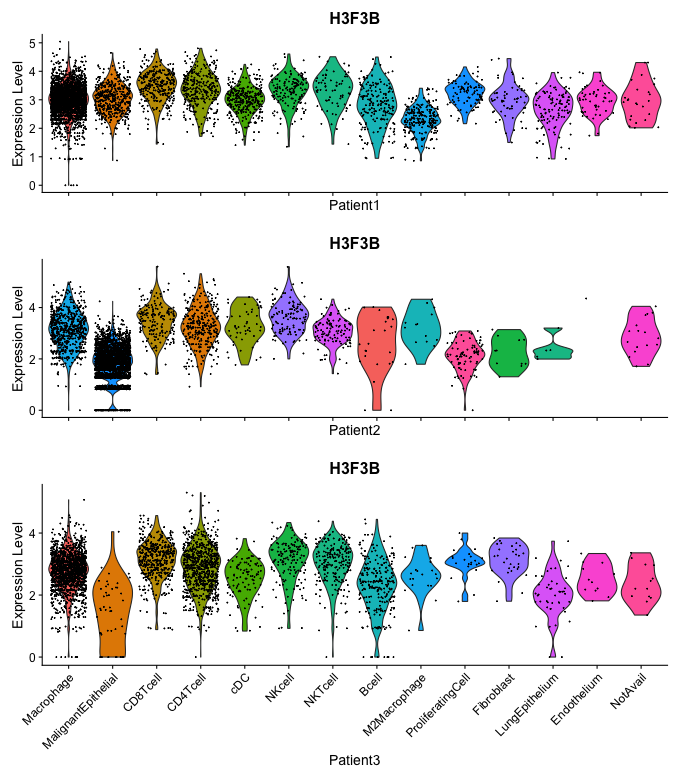 H3F3B
Expression Level
5
4
3
2
1
0
Patient1
H3F3B
Expression Level
4
2
0
Patient2
H3F3B
Expression Level
4
2
0
Macrophage
MalignantEpithelial
CD8Tcell
CD4Tcell
cDC
NKcell
NKTcell
Bcell
M2Macrophage
ProliferatingCell
Fibroblast
LungEpithelium
Endothelium
NotAvail
Patient3